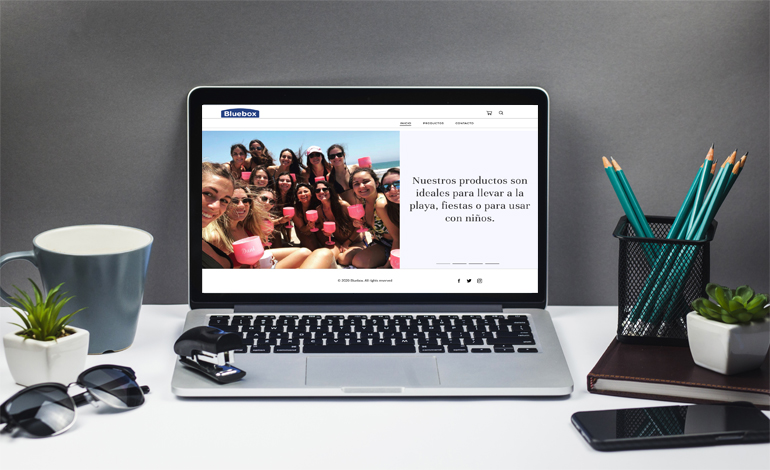 Bluebox
INICIO PRODUCTOS CONTACTO
Nuestros productos son
ideales para llevar a la
playa, fiestas o para usar
con niños.
© 2020 Bluebox. All rights reserved